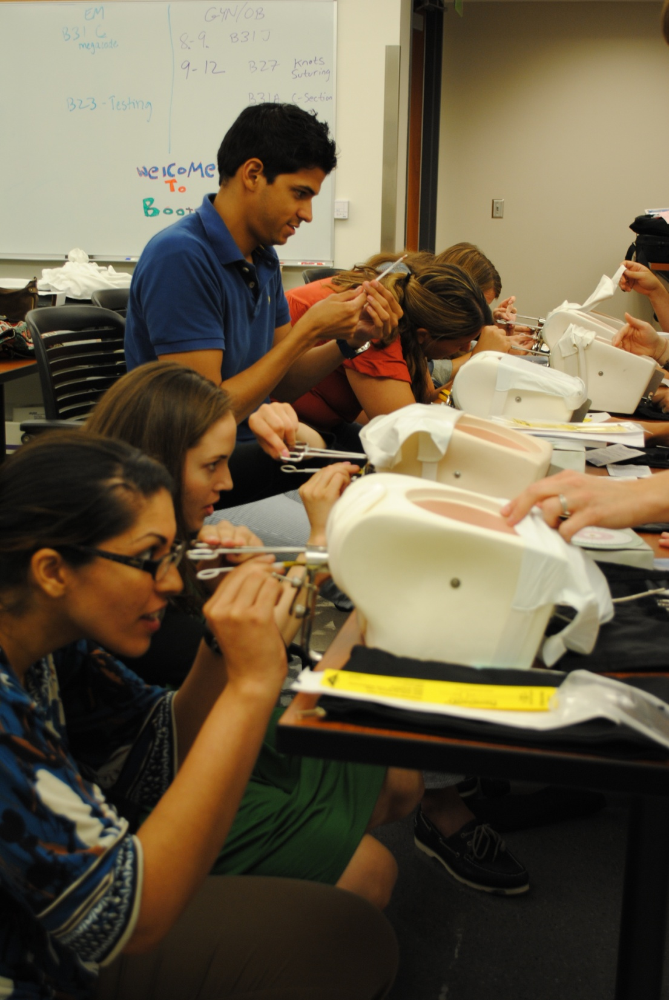 EM
B31 G
megacode
B23 - Testing
GYN/OB
8-9. B31J
9-12 B27 Knots
Suturing
B31A C-Section
WELCOME
To
Boot